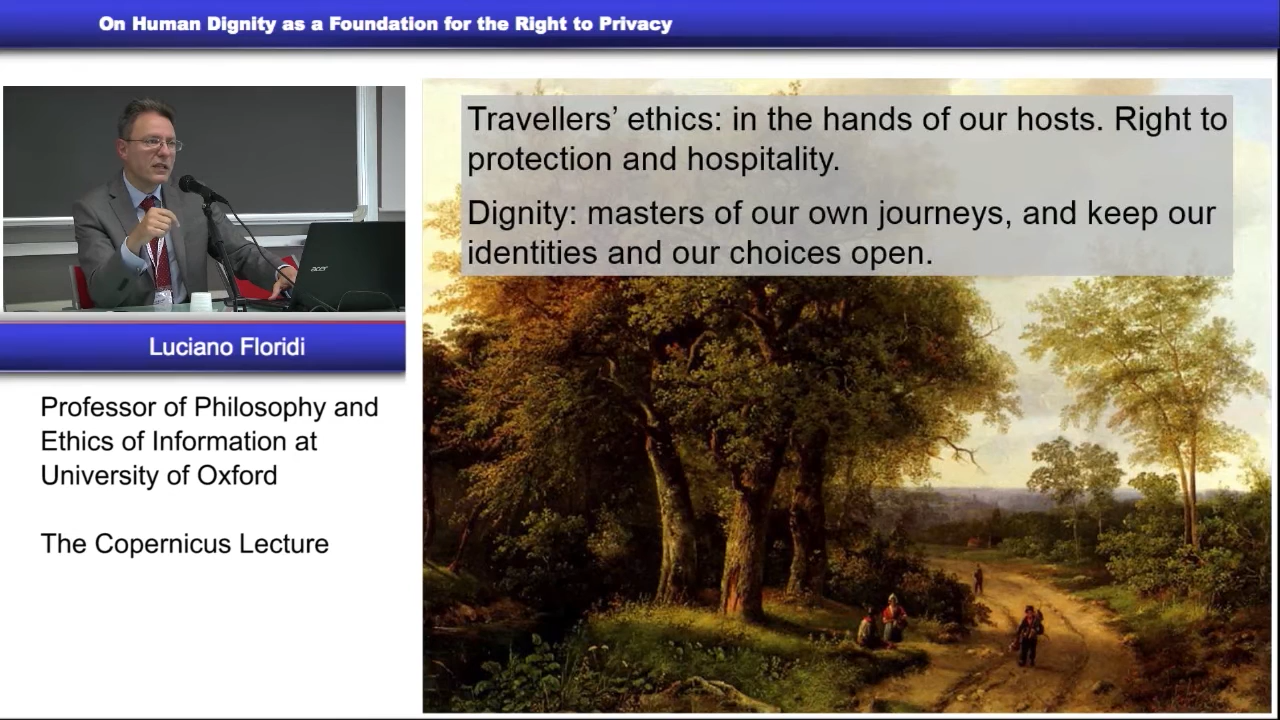 On Human Dignity as a Foundation for the Right to Privacy
Travellers’ ethics: in the hands of our hosts. Right to
protection and hospitality.
Dignity: masters of our own journeys, and keep our
identities and our choices open.
acer
Luciano Floridi
Professor of Philosophy and
Ethics of Information at
University of Oxford
The Copernicus Lecture